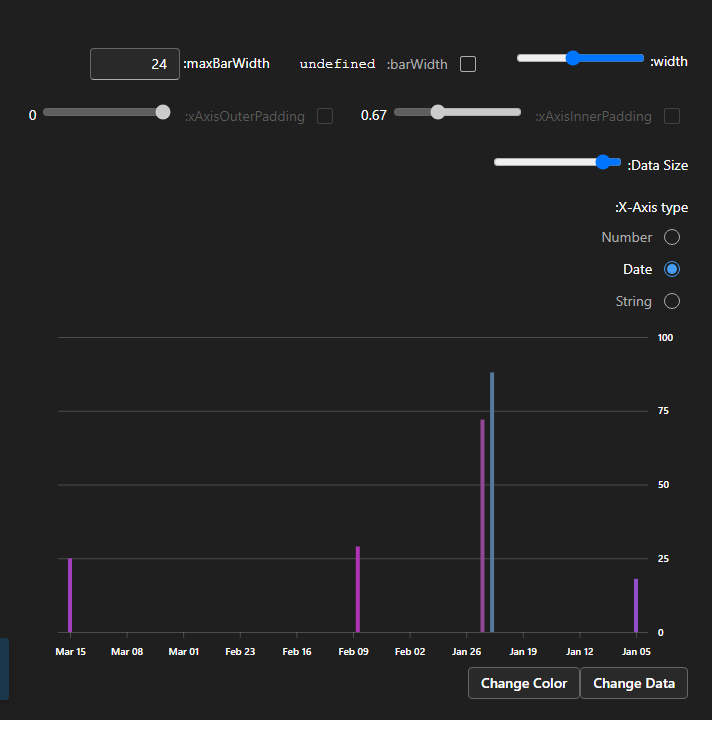 :width
:barWidth undefined
:maxBarWidth 24
:xAxisInnerPadding 0.67
:xAxisOuterPadding 0
:Data Size
:X-Axis type
Number
Date
String
100
75
50
25
0
Mar 15 Mar 08 Mar 01 Feb 23 Feb 16 Feb 09 Feb 02 Jan 26 Jan 19 Jan 12 Jan 05
Change Color Change Data